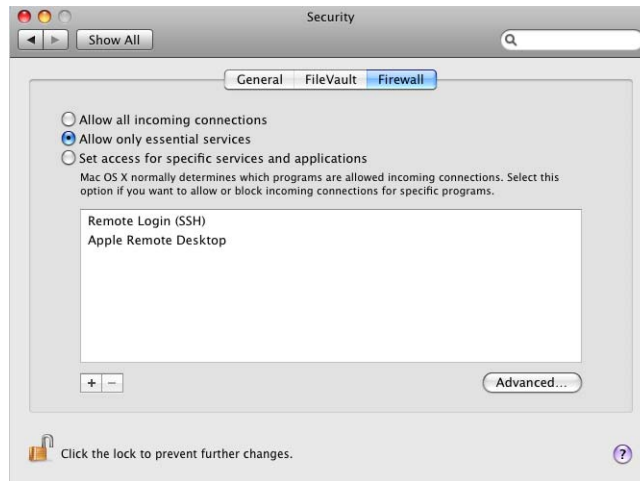 Security
Show All
General FileVault Firewall
Allow all incoming connections
Allow only essential services
Set access for specific services and applications
Mac OS X normally determines which programs are allowed incoming connections. Select this
option if you want to allow or block incoming connections for specific programs.
Remote Login (SSH)
Apple Remote Desktop
+ −
Advanced...
Click the lock to prevent further changes.
?